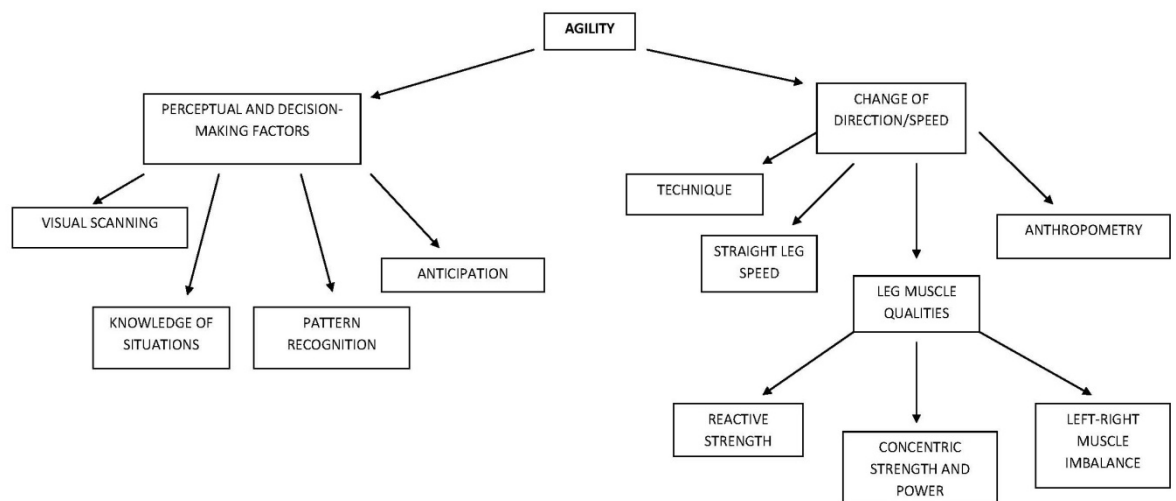 AGILITY
PERCEPTUAL AND DECISION-
MAKING FACTORS
CHANGE OF
DIRECTION/SPEED
VISUAL SCANNING
KNOWLEDGE OF
SITUATIONS
PATTERN
RECOGNITION
ANTICIPATION
TECHNIQUE
STRAIGHT LEG
SPEED
LEG MUSCLE
QUALITIES
ANTHROPOMETRY
REACTIVE
STRENGTH
CONCENTRIC
STRENGTH AND
POWER
LEFT-RIGHT
MUSCLE
IMBALANCE